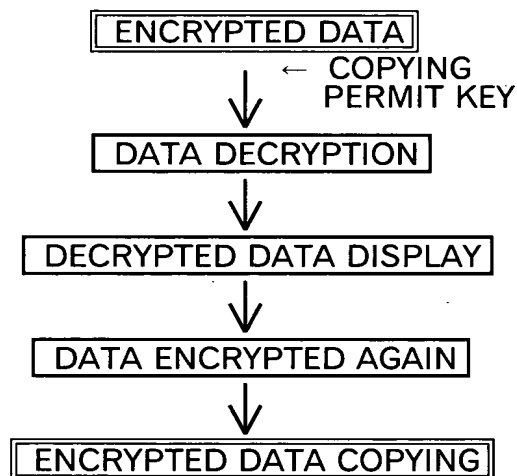 ENCRYPTED DATA
← COPYING
PERMIT KEY
DATA DECRYPTION
DECRYPTED DATA DISPLAY
DATA ENCRYPTED AGAIN
ENCRYPTED DATA COPYING